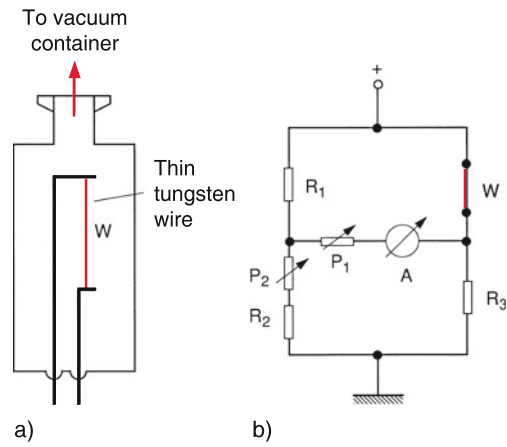 To vacuum
container
Thin
tungsten
wire
W
a)
+
R1
W
P1
P2
A
R2
R3
b)